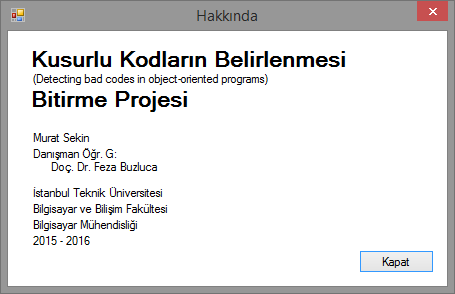 Hakkında
Kusurlu Kodların Belirlenmesi
(Detecting bad codes in object-oriented programs)
Bitirme Projesi
Murat Sekin
Danışman Öğr. G:
Doç. Dr. Feza Buzluca
İstanbul Teknik Üniversitesi
Bilgisayar ve Bilişim Fakültesi
Bilgisayar Mühendisliği
2015 - 2016
Kapat